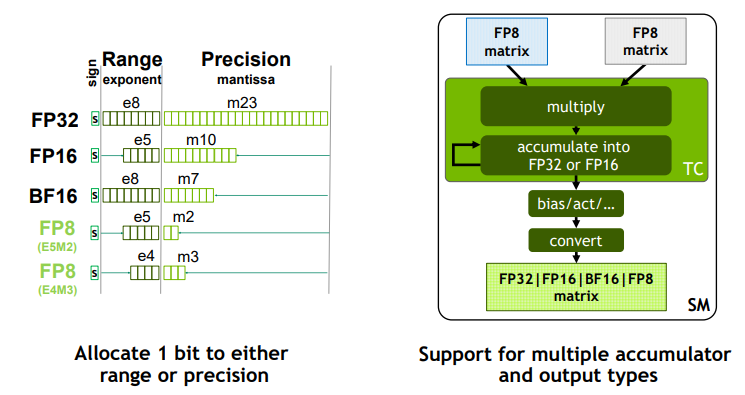 sign
Range
exponent
Precision
mantissa
FP32
s
e8
m23
FP16
s
e5
m10
BF16
s
e8
m7
FP8
(E5M2)
s
e5
m2
FP8
(E4M3)
s
e4
m3
Allocate 1 bit to either
range or precision
FP8
matrix
FP8
matrix
multiply
accumulate into
FP32 or FP16
TC
bias/act/...
convert
FP32|FP16|BF16|FP8
matrix
SM
Support for multiple accumulator
and output types